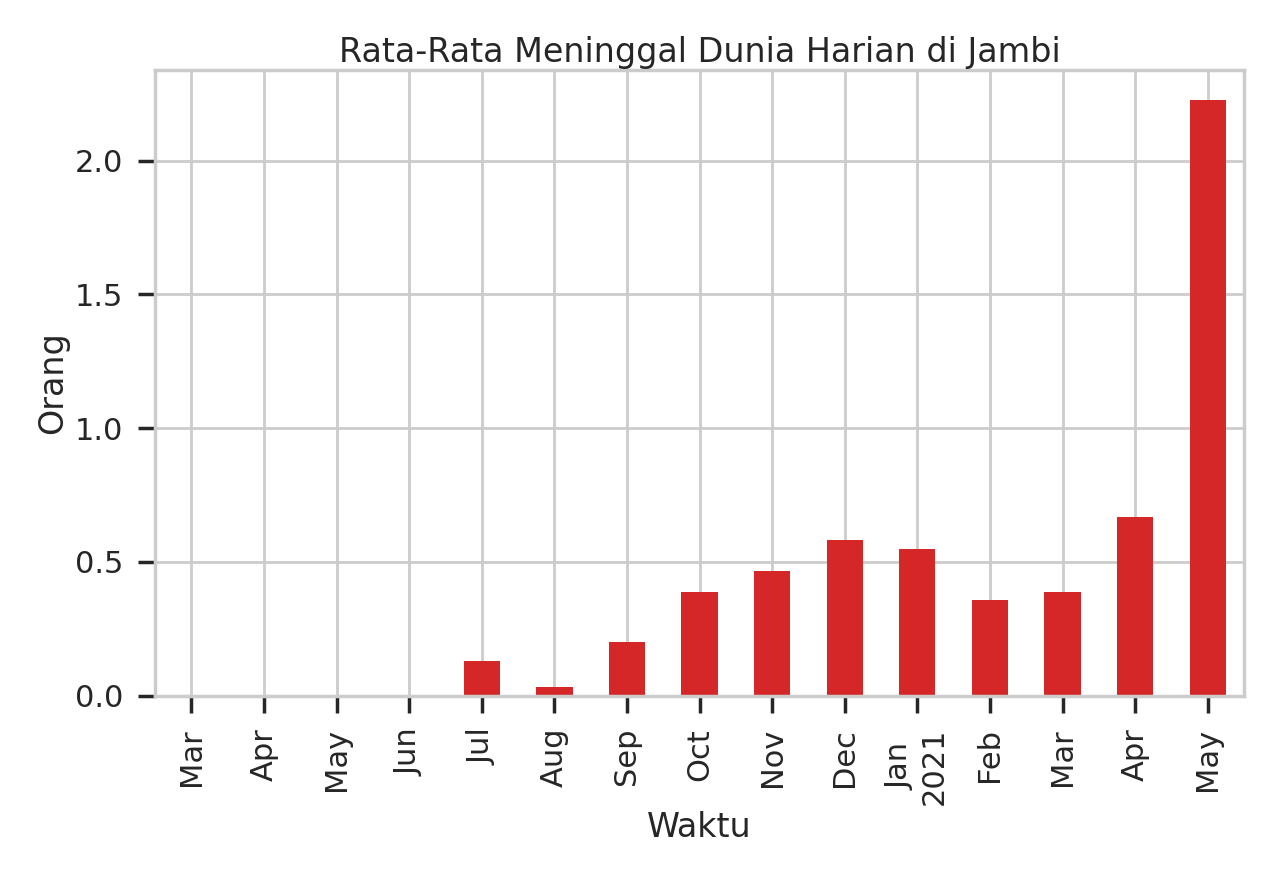 Rata-Rata Meninggal Dunia Harian di Jambi
Orang
2.0
1.5
1.0
0.5
0.0
Mar
Apr
May
Jun
Jul
Aug
Sep
Oct
Nov
Dec
Jan
2021
Feb
Mar
Apr
May
Waktu